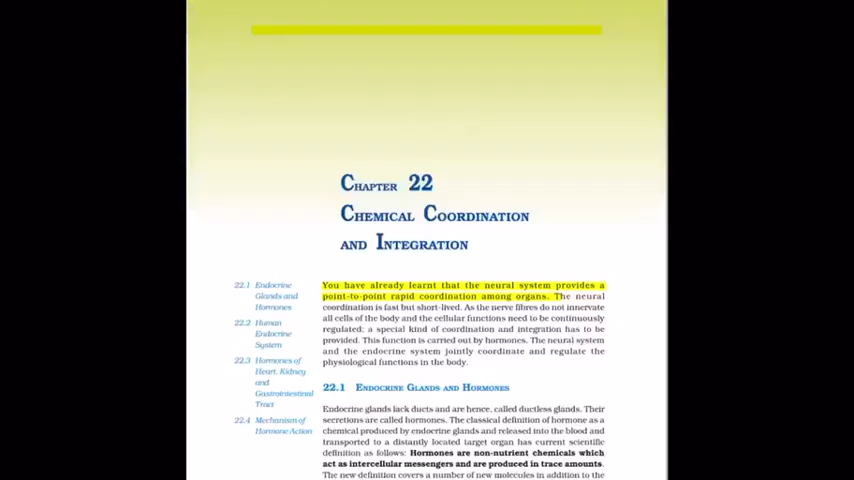 CHAPTER 22
CHEMICAL COORDINATION
AND INTEGRATION
22.1 Endocrine
Glands and
Hormones
22.2 Human
Endocrine
System
22.3 Hormones of
Heart, Kidney
and
Gastrointestinal
Tract
22.4 Mechanism of
Hormone Action
You have already learnt that the neural system provides a
point-to-point rapid coordination among organs. The neural
coordination is fast but short-lived. As the nerve fibres do not innervate
all cells of the body and the cellular functions need to be continuously
regulated; a special kind of coordination and integration has to be
provided. This function is carried out by hormones. The neural system
and the endocrine system jointly coordinate and regulate the
physiological functions in the body.
22.1 ENDOCRINE GLANDS AND HORMONES
Endocrine glands lack ducts and are hence, called ductless glands. Their
secretions are called hormones. The classical definition of hormone as a
chemical produced by endocrine glands and released into the blood and
transported to a distantly located target organ has current scientific
definition as follows: Hormones are non-nutrient chemicals which
act as intercellular messengers and are produced in trace amounts.
The new definition covers a number of new molecules in addition to the